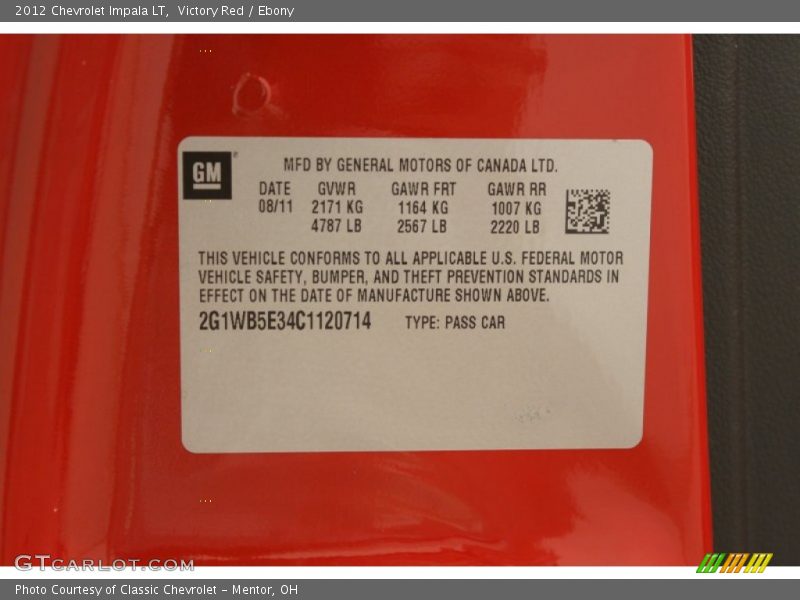 2012 Chevrolet Impala LT,  Victory Red / Ebony
GM
MFD BY GENERAL MOTORS OF CANADA LTD.
DATE GVWR GAWR FRT GAWR RR
08/11 2171 KG 1164 KG 1007 KG
4787 LB 2567 LB 2220 LB
THIS VEHICLE CONFORMS TO ALL APPLICABLE U.S. FEDERAL MOTOR
VEHICLE SAFETY, BUMPER, AND THEFT PREVENTION STANDARDS IN
EFFECT ON THE DATE OF MANUFACTURE SHOWN ABOVE.
2G1WB5E34C1120714 TYPE: PASS CAR
GTCARLOT.COM
Photo Courtesy of Classic Chevrolet - Mentor, OH